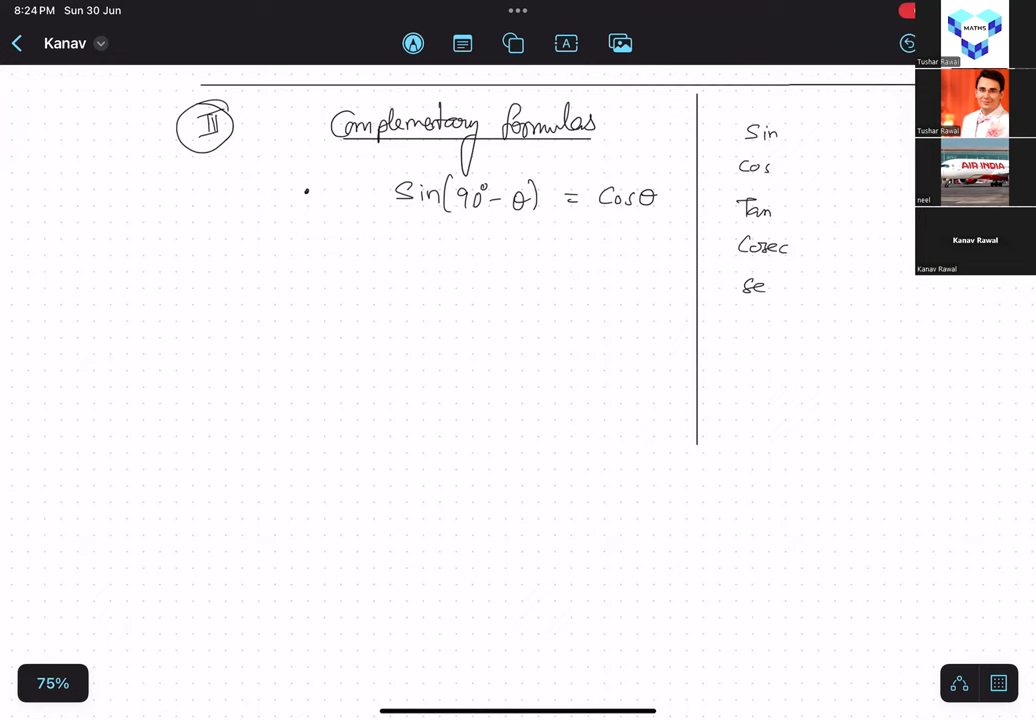 8:24 PM Sun 30 Jun
Kanav
A
MATHS
Tushar Rawal
Tushar Rawal
AIR INDIA
neel
Kanav Rawal
Kanav Rawal
III
Complementary formulas
Sin(90° - θ) = Cosθ
Sin
Cos
Tan
Cosec
Se
75%